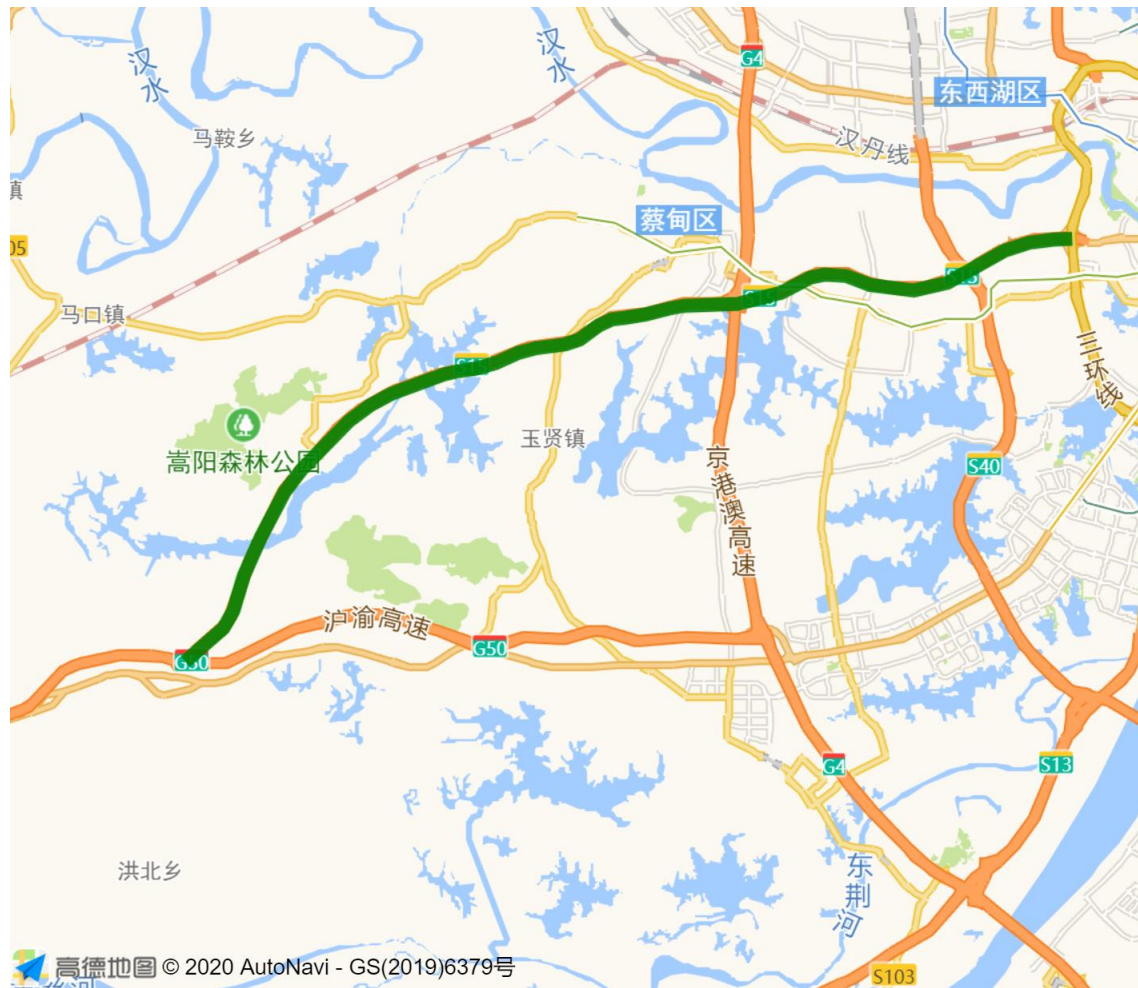 汉水
汉水
G4
东西湖区
马鞍乡
汉丹线
镇
蔡甸区
05
S15
马口镇
S15
三环线
S15
玉贤镇
嵩阳森林公园
京港澳高速
S40
沪渝高速
G50
G50
G4
S13
洪北乡
东荆河
高德地图 © 2020 AutoNavi - GS(2019)6379号
S103